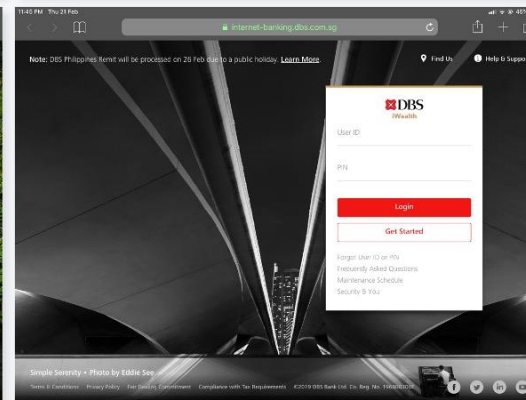 11:45 PM Thu 21 Feb
48%
internet-banking.dbs.com.sg
Note: DBS Philippines Remit will be processed on 26 Feb due to a public holiday. Learn More.
Find Us
Help & Suppo
DBS
iWealth
User ID
PIN
Login
Get Started
Forgot User ID or PIN
Frequently Asked Questions
Maintenance Schedule
Security & You
Simple Serenity • Photo by Eddie See
Terms & Conditions Privacy Policy Fair Dealing Commitment Compliance with Tax Requirements ©2019 DBS Bank Ltd. Co. Reg. No.